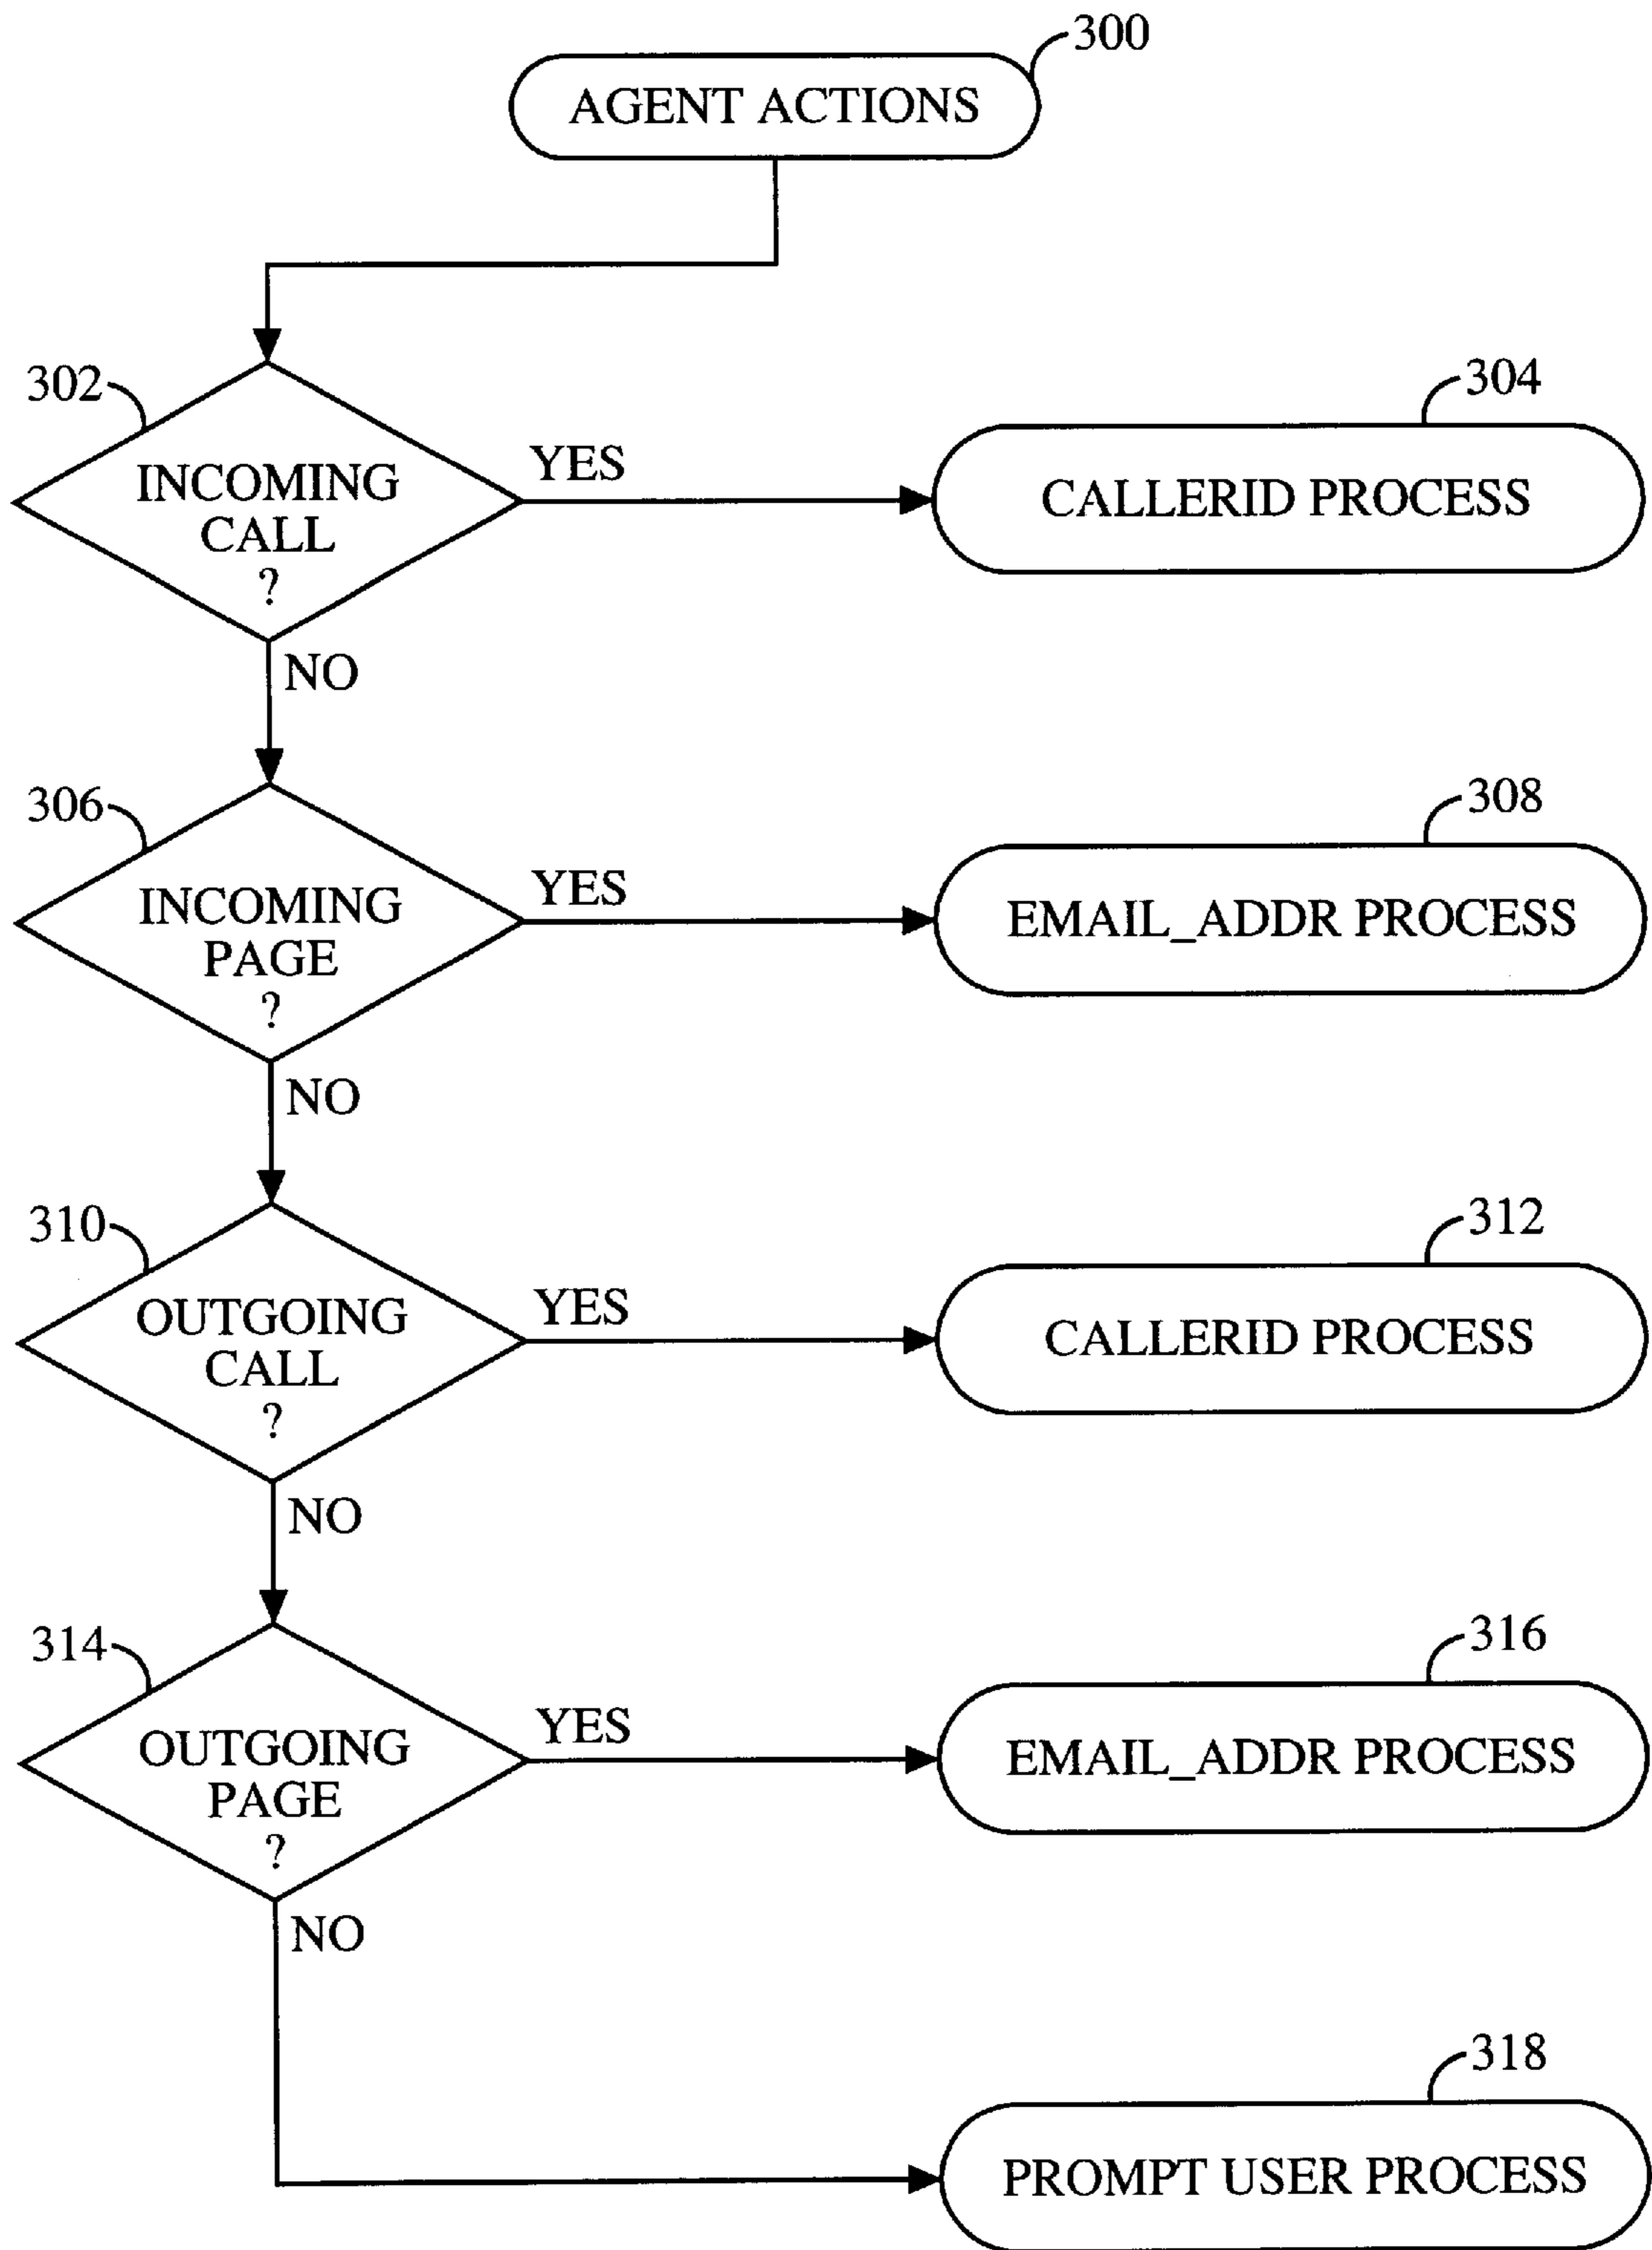 300
AGENT ACTIONS
302
304
INCOMING
CALL
?
YES
CALLERID PROCESS
NO
306
308
INCOMING
PAGE
?
YES
EMAIL_ADDR PROCESS
NO
310
312
OUTGOING
CALL
?
YES
CALLERID PROCESS
NO
314
316
OUTGOING
PAGE
?
YES
EMAIL_ADDR PROCESS
NO
318
PROMPT USER PROCESS